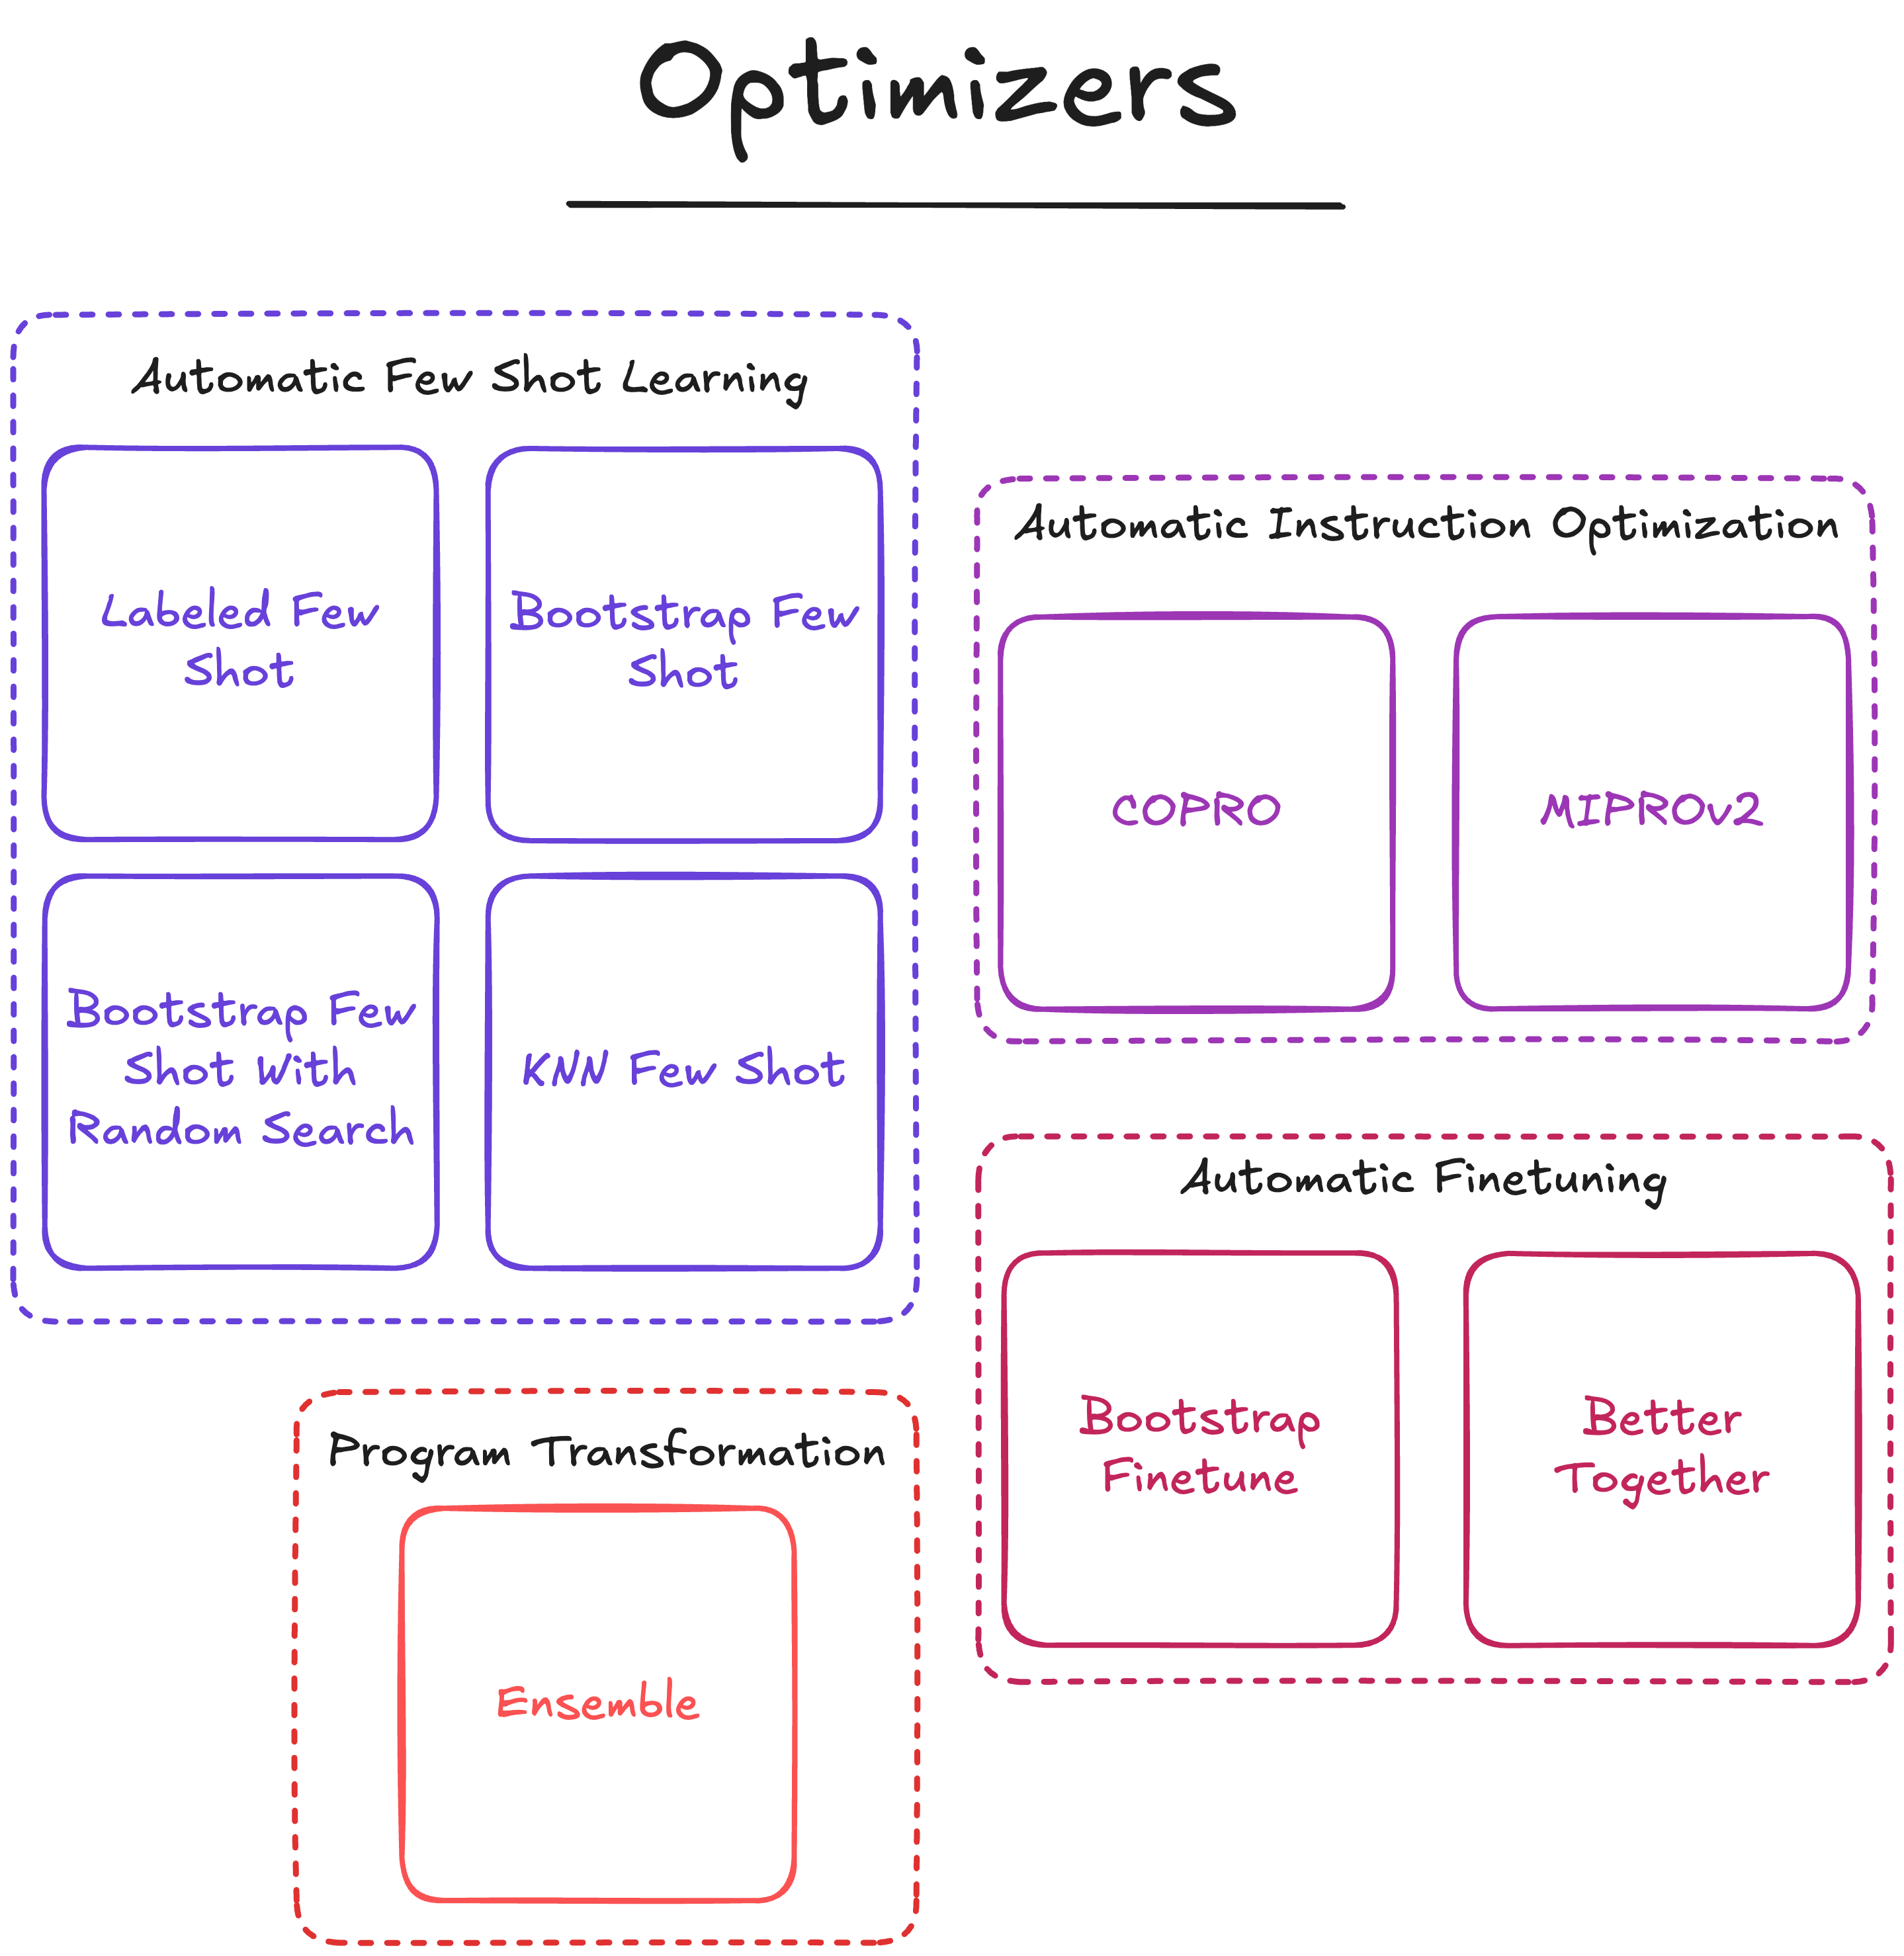 Optimizers
Automatic Few Shot Learning
Labeled Few
Shot
Bootstrap Few
Shot
Bootstrap Few
Shot With
Random Search
KNN Few Shot
Automatic Instruction Optimization
COPRO
MIPROv2
Automatic Finetuning
Bootstrap
Finetune
Better
Together
Program Transformation
Ensemble